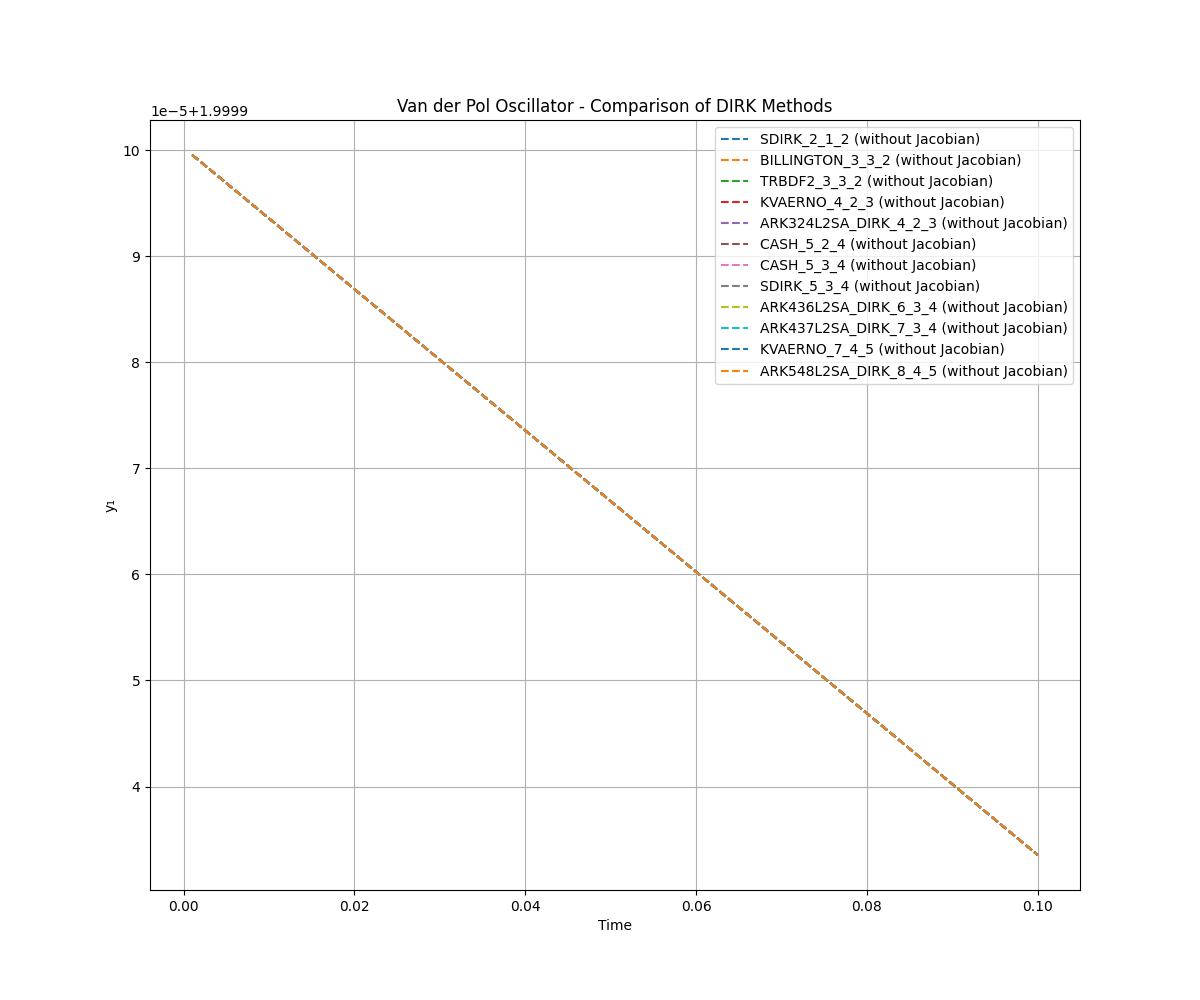 Van der Pol Oscillator - Comparison of DIRK Methods
1e−5+1.9999
SDIRK_2_1_2 (without Jacobian)
BILLINGTON_3_3_2 (without Jacobian)
TRBDF2_3_3_2 (without Jacobian)
KVAERNO_4_2_3 (without Jacobian)
ARK324L2SA_DIRK_4_2_3 (without Jacobian)
CASH_5_2_4 (without Jacobian)
CASH_5_3_4 (without Jacobian)
SDIRK_5_3_4 (without Jacobian)
ARK436L2SA_DIRK_6_3_4 (without Jacobian)
ARK437L2SA_DIRK_7_3_4 (without Jacobian)
KVAERNO_7_4_5 (without Jacobian)
ARK548L2SA_DIRK_8_4_5 (without Jacobian)
10
9
8
7
6
5
4
y₁
0.00 0.02 0.04 0.06 0.08 0.10
Time